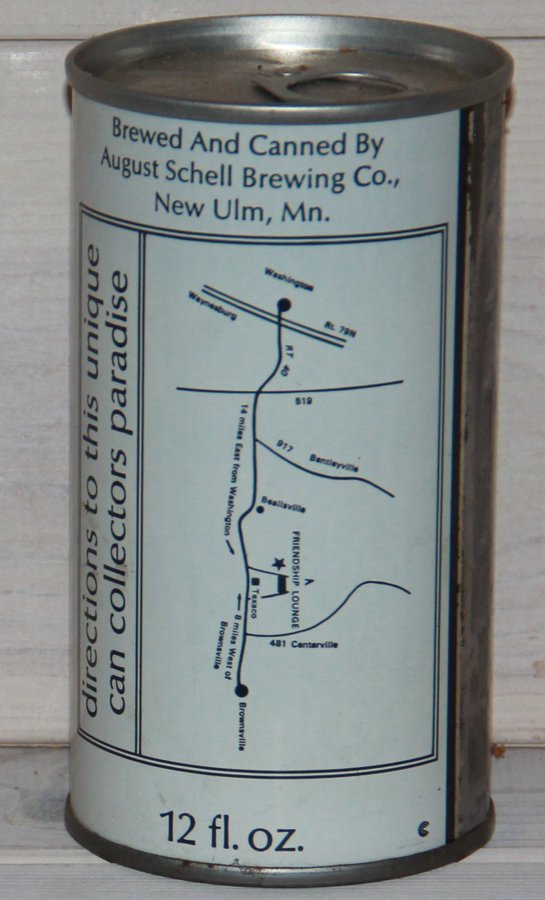 Brewed And Canned By
August Schell Brewing Co.,
New Ulm, Mn.
directions to this unique
can collectors paradise
Washington
Waynesburg
Rt. 79N
RT 40
519
14 miles East from Washington
917
Bentleyville
Beallsville
A
FRIENDSHIP LOUNGE
Texaco
8 miles West of
Brownsville
481 Centerville
Brownsville
12 fl. oz.
c